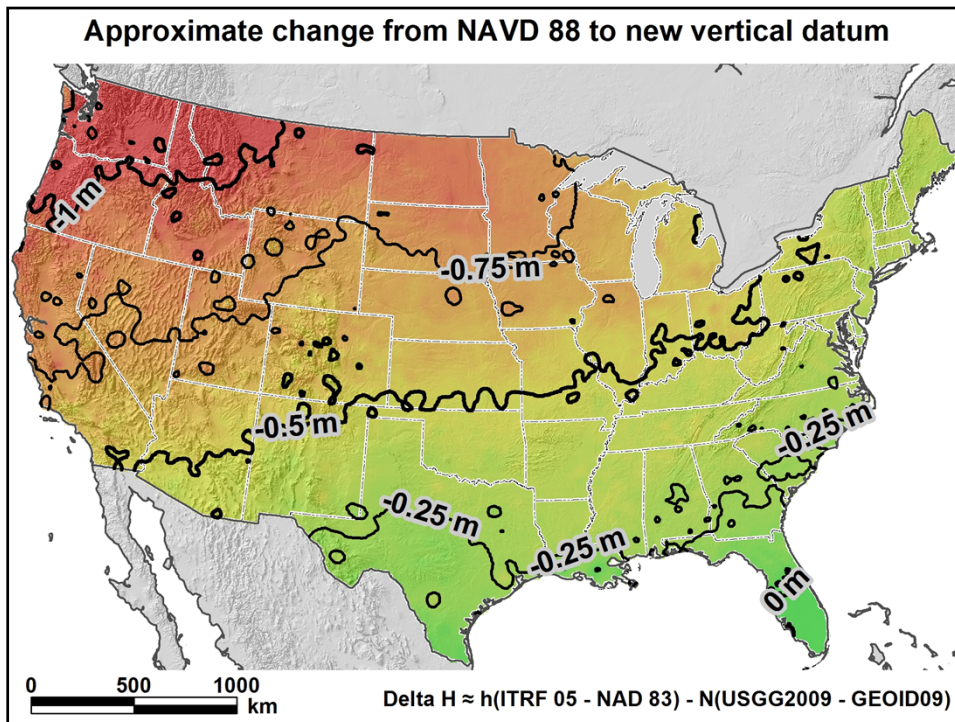 Approximate change from NAVD 88 to new vertical datum
-1 m
-0.75 m
-0.5 m
-0.25 m
-0.25 m
-0.25 m
0 m
0 500 1000
km
Delta H ≈ h(ITRF 05 - NAD 83) - N(USGG2009 - GEOID09)